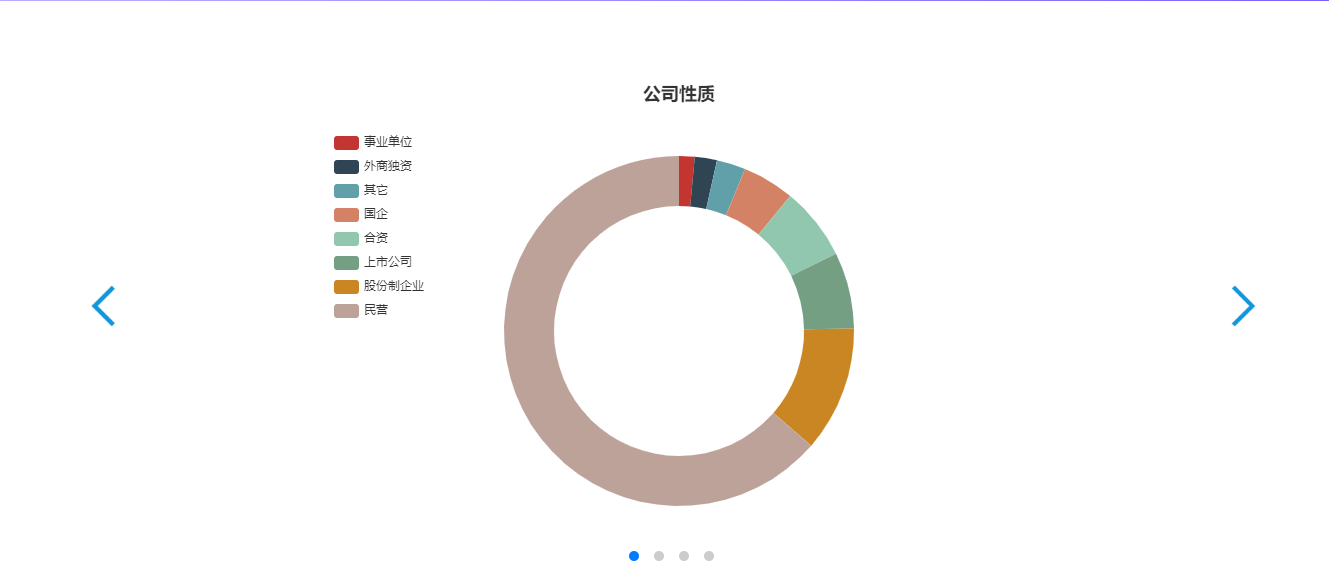 公司性质
事业单位
外商独资
其它
国企
合资
上市公司
股份制企业
民营